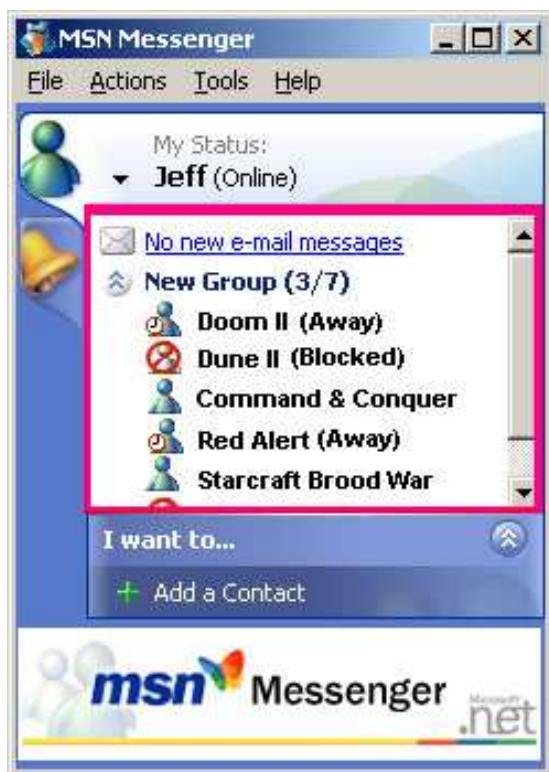 MSN Messenger
File Actions Tools Help
My Status:
Jeff (Online)
No new e-mail messages
New Group (3/7)
Doom II (Away)
Dune II (Blocked)
Command & Conquer
Red Alert (Away)
Starcraft Brood War
I want to...
+ Add a Contact
msn Messenger
Microsoft
.net